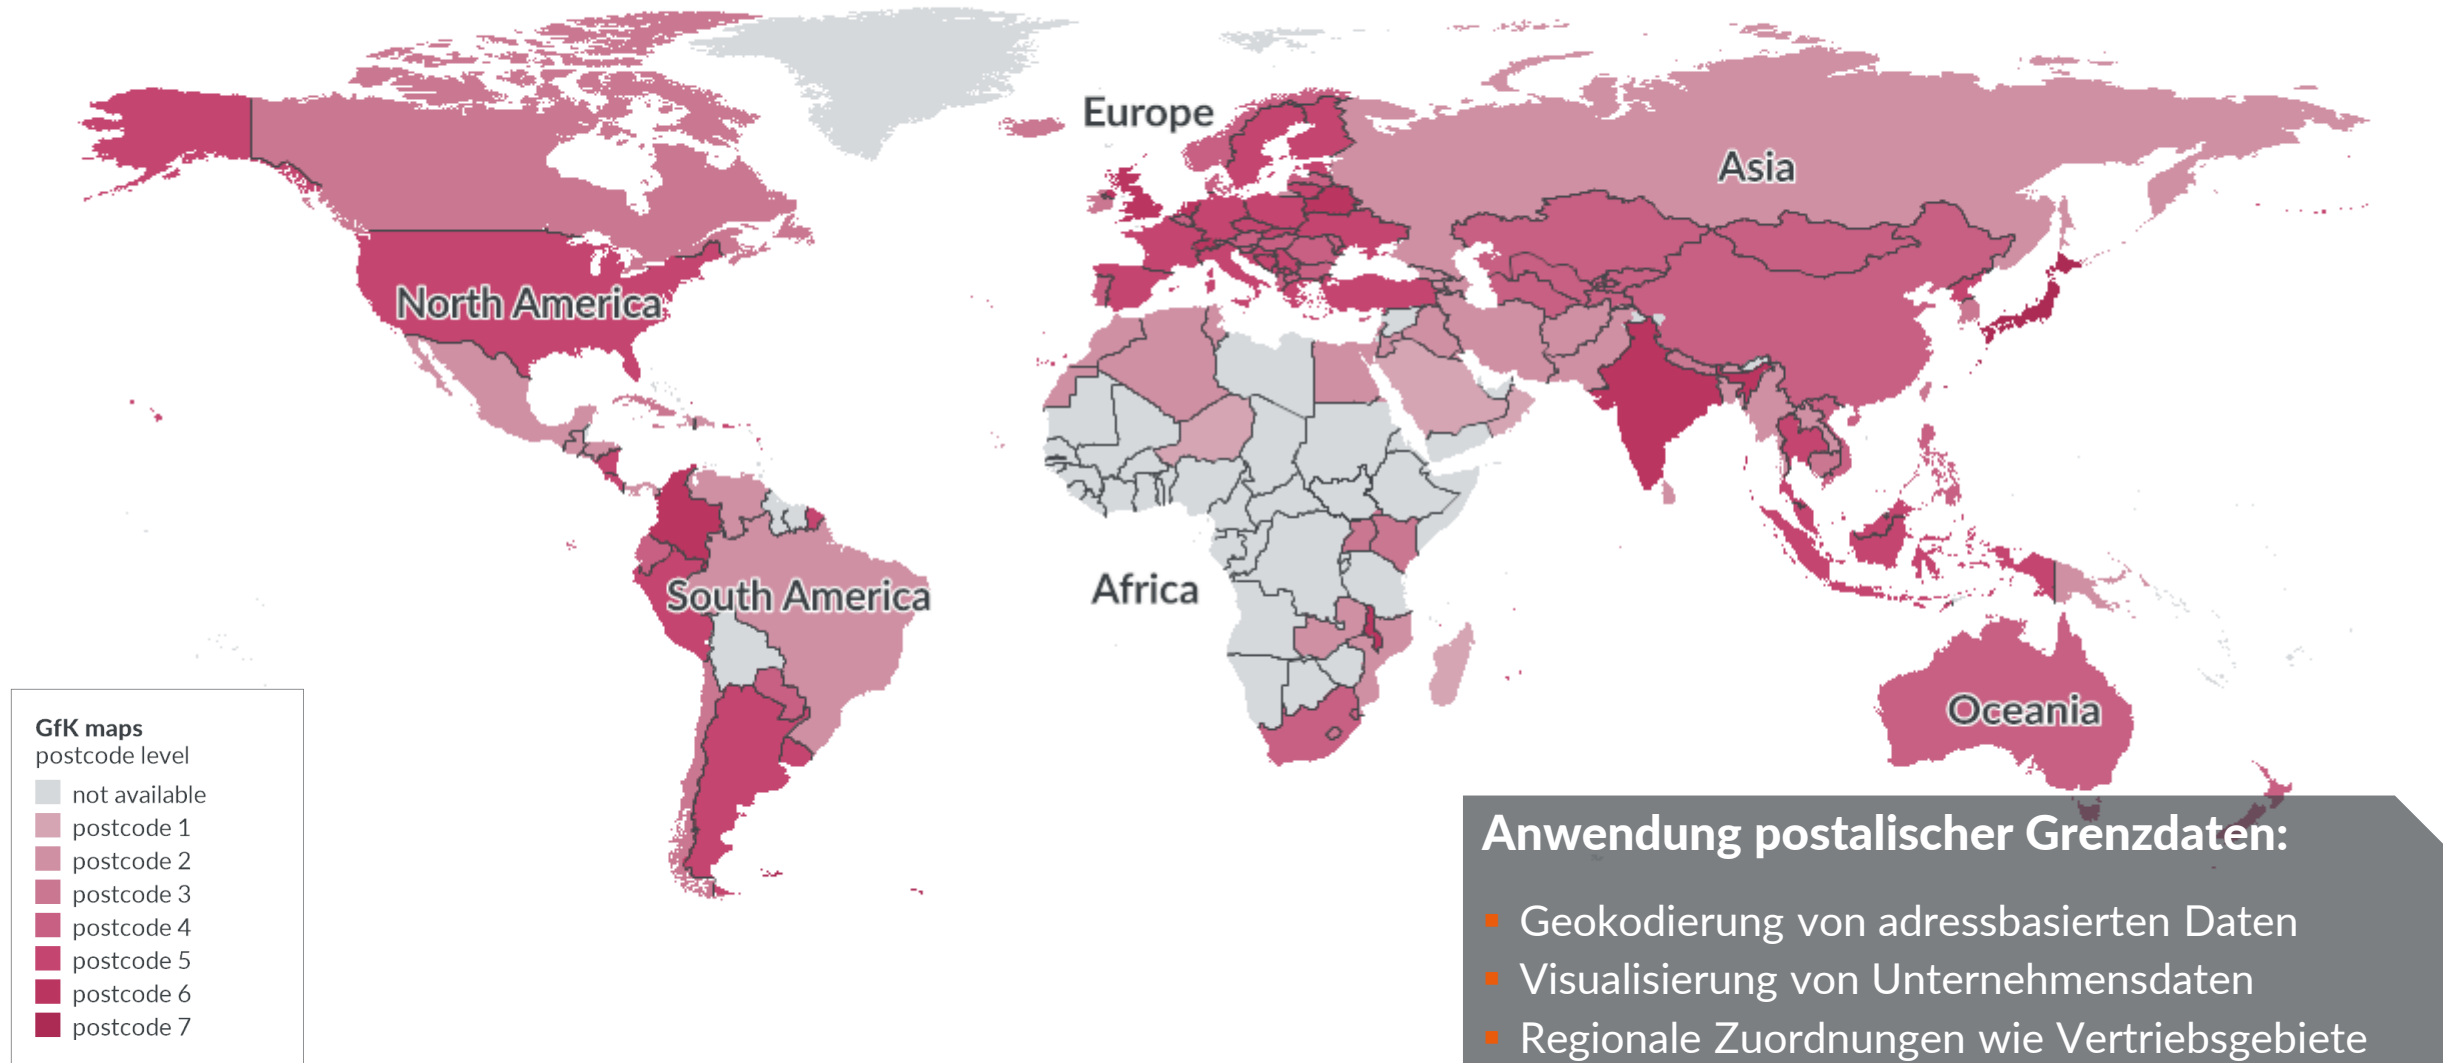 Europe
Asia
North America
South America
Africa
Oceania
GfK maps
postcode level
not available
postcode 1
postcode 2
postcode 3
postcode 4
postcode 5
postcode 6
postcode 7
Anwendung postalischer Grenzdaten:
Geokodierung von adressbasierten Daten
Visualisierung von Unternehmensdaten
Regionale Zuordnungen wie Vertriebsgebiete